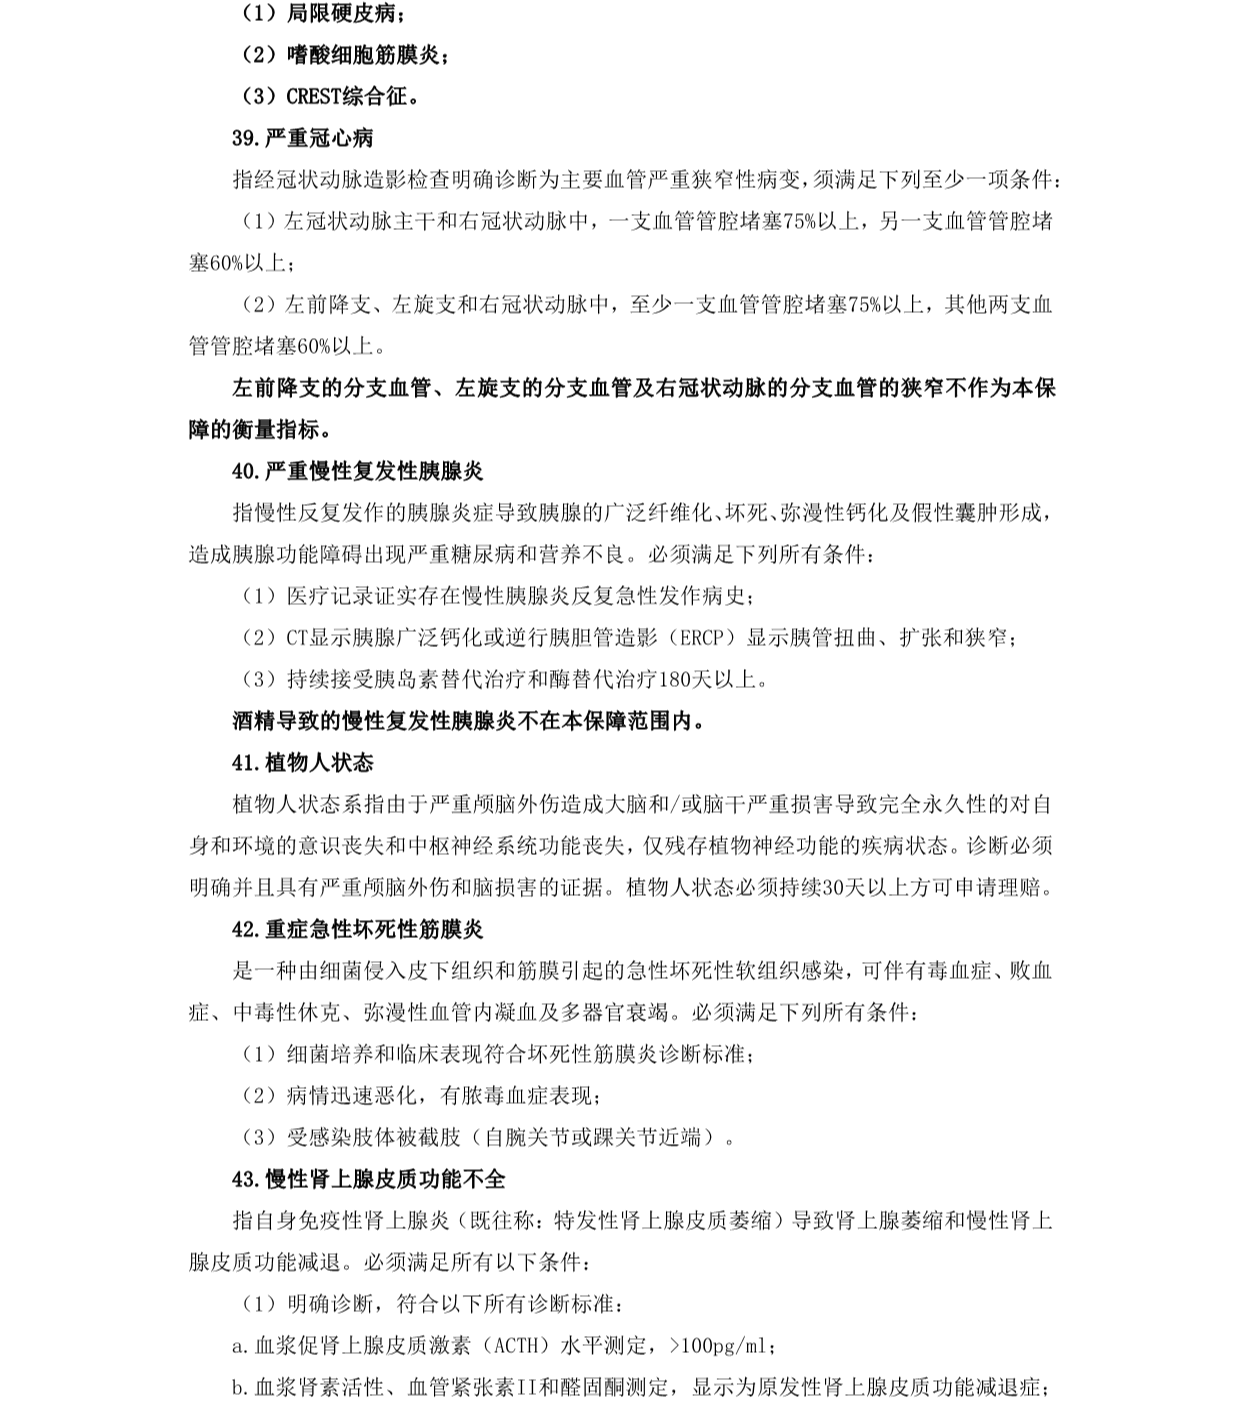 （1）局限硬皮病；
（2）嗜酸细胞筋膜炎；
（3）CREST综合征。
39.严重冠心病
指经冠状动脉造影检查明确诊断为主要血管严重狭窄性病变，须满足下列至少一项条件：
（1）左冠状动脉主干和右冠状动脉中，一支血管管腔堵塞75%以上，另一支血管管腔堵
塞60%以上；
（2）左前降支、左旋支和右冠状动脉中，至少一支血管管腔堵塞75%以上，其他两支血
管管腔堵塞60%以上。
左前降支的分支血管、左旋支的分支血管及右冠状动脉的分支血管的狭窄不作为本保
障的衡量指标。
40.严重慢性复发性胰腺炎
指慢性反复发作的胰腺炎症导致胰腺的广泛纤维化、坏死、弥漫性钙化及假性囊肿形成，
造成胰腺功能障碍出现严重糖尿病和营养不良。必须满足下列所有条件：
（1）医疗记录证实存在慢性胰腺炎反复急性发作病史；
（2）CT显示胰腺广泛钙化或逆行胰胆管造影（ERCP）显示胰管扭曲、扩张和狭窄；
（3）持续接受胰岛素替代治疗和酶替代治疗180天以上。
酒精导致的慢性复发性胰腺炎不在本保障范围内。
41.植物人状态
植物人状态系指由于严重颅脑外伤造成大脑和/或脑干严重损害导致完全永久性的对自
身和环境的意识丧失和中枢神经系统功能丧失，仅残存植物神经功能的疾病状态。诊断必须
明确并且具有严重颅脑外伤和脑损害的证据。植物人状态必须持续30天以上方可申请理赔。
42.重症急性坏死性筋膜炎
是一种由细菌侵入皮下组织和筋膜引起的急性坏死性软组织感染，可伴有毒血症、败血
症、中毒性休克、弥漫性血管内凝血及多器官衰竭。必须满足下列所有条件：
（1）细菌培养和临床表现符合坏死性筋膜炎诊断标准；
（2）病情迅速恶化，有脓毒血症表现；
（3）受感染肢体被截肢（自腕关节或踝关节近端）。
43.慢性肾上腺皮质功能不全
指自身免疫性肾上腺炎（既往称：特发性肾上腺皮质萎缩）导致肾上腺萎缩和慢性肾上
腺皮质功能减退。必须满足所有以下条件：
（1）明确诊断，符合以下所有诊断标准：
a.血浆促肾上腺皮质激素（ACTH）水平测定，>100pg/ml；
b.血浆肾素活性、血管紧张素II和醛固酮测定，显示为原发性肾上腺皮质功能减退症；